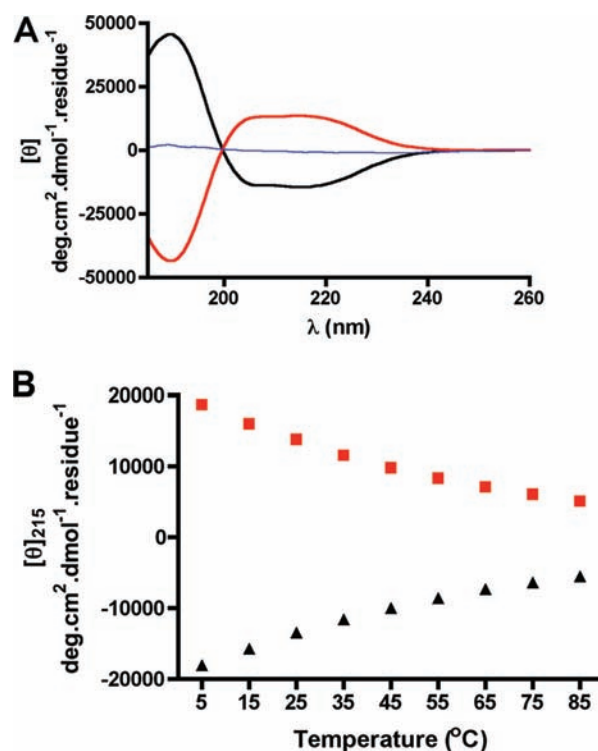 A
50000
25000
0
-25000
-50000
[θ]
deg.cm².dmol⁻¹.residue⁻¹
200
220
240
260
λ (nm)
B
20000
10000
0
-10000
-20000
[θ]₂₁₅
deg.cm².dmol⁻¹.residue⁻¹
5 15 25 35 45 55 65 75 85
Temperature (ºC)